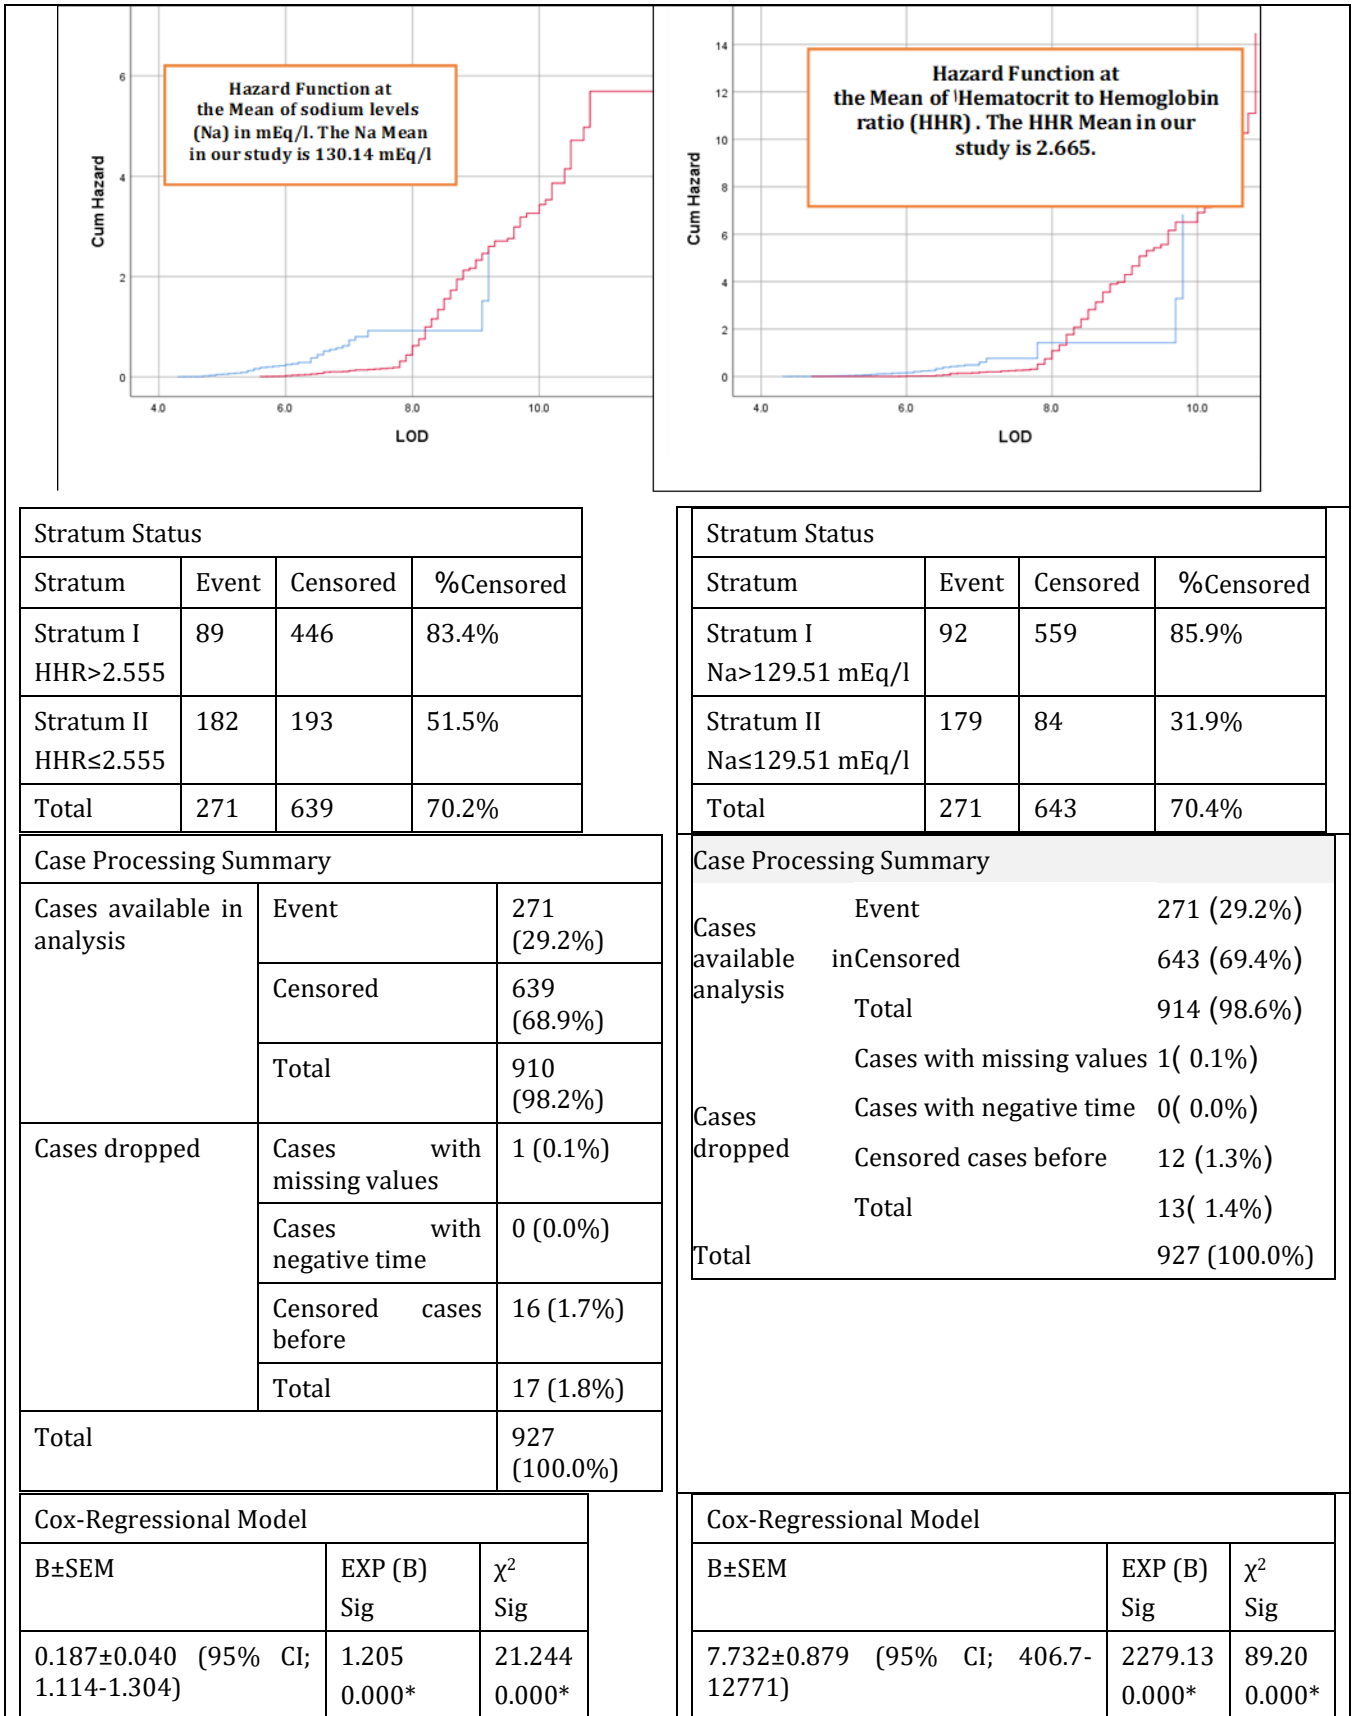 Hazard Function at
the Mean of sodium levels
(Na) in mEq/l. The Na Mean
in our study is 130.14 mEq/l
6
4
2
0
Cum Hazard
4.0 6.0 8.0 10.0
LOD
Hazard Function at
the Mean of Hematocrit to Hemoglobin
ratio (HHR) . The HHR Mean in our
study is 2.665.
14
12
10
8
6
4
2
0
Cum Hazard
4.0 6.0 8.0 10.0
LOD
Stratum Status
Stratum Event Censored %Censored
Stratum I 89 446 83.4%
HHR>2.555
Stratum II 182 193 51.5%
HHR≤2.555
Total 271 639 70.2%
Stratum Status
Stratum Event Censored %Censored
Stratum I 92 559 85.9%
Na>129.51 mEq/l
Stratum II 179 84 31.9%
Na≤129.51 mEq/l
Total 271 643 70.4%
Case Processing Summary
Cases available in Event 271
analysis (29.2%)
Censored 639
(68.9%)
Total 910
(98.2%)
Cases dropped Cases with 1 (0.1%)
missing values
Cases with 0 (0.0%)
negative time
Censored cases 16 (1.7%)
before
Total 17 (1.8%)
Total 927
(100.0%)
Case Processing Summary
Cases
available in
analysis
Event 271 (29.2%)
Censored 643 (69.4%)
Total 914 (98.6%)
Cases
dropped
Cases with missing values 1( 0.1%)
Cases with negative time 0( 0.0%)
Censored cases before 12 (1.3%)
Total 13( 1.4%)
Total 927 (100.0%)
Cox-Regressional Model
B±SEM EXP (B) χ²
Sig Sig
0.187±0.040 (95% CI; 1.205 21.244
1.114-1.304) 0.000* 0.000*
Cox-Regressional Model
B±SEM EXP (B) χ²
Sig Sig
7.732±0.879 (95% CI; 406.7- 2279.13 89.20
12771) 0.000* 0.000*